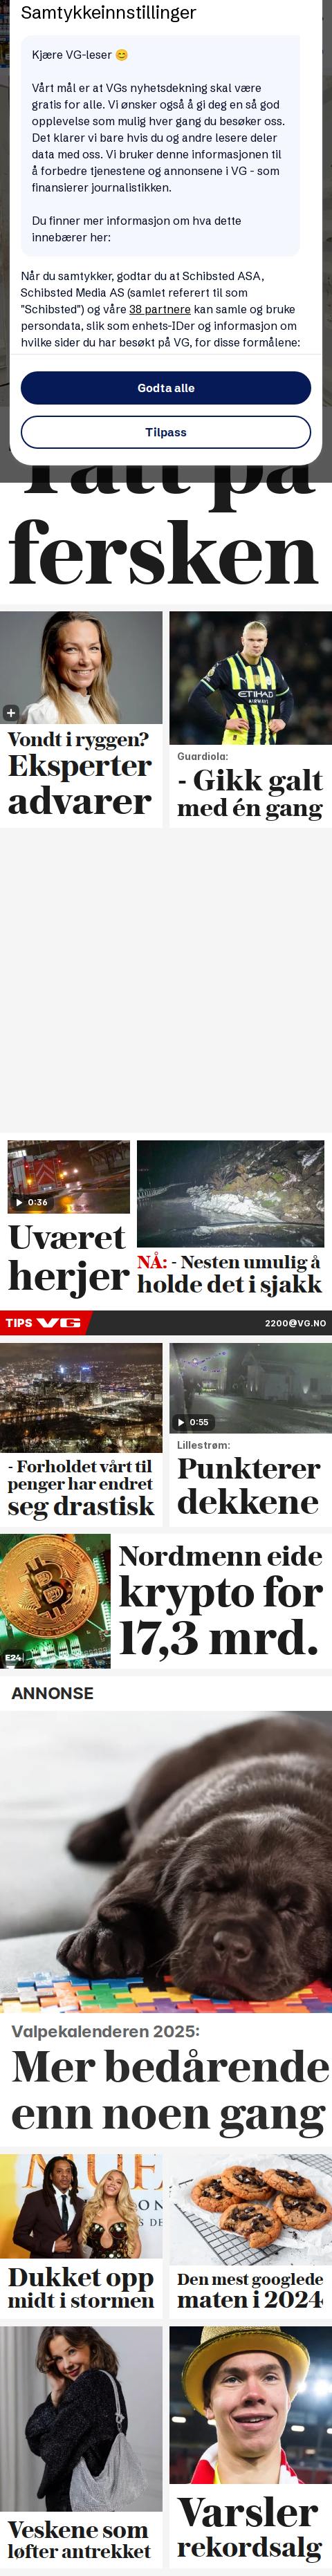 Samtykkeinnstillinger
Kjære VG-leser 😊
Vårt mål er at VGs nyhetsdekning skal være
gratis for alle. Vi ønsker også å gi deg en så god
opplevelse som mulig hver gang du besøker oss.
Det klarer vi bare hvis du og andre lesere deler
data med oss. Vi bruker denne informasjonen til
å forbedre tjenestene og annonsene i VG - som
finansierer journalistikken.
Du finner mer informasjon om hva dette
innebærer her:
Når du samtykker, godtar du at Schibsted ASA,
Schibsted Media AS (samlet referert til som
"Schibsted") og våre 38 partnere kan samle og bruke
persondata, slik som enhets-IDer og informasjon om
hvilke sider du har besøkt på VG, for disse formålene:
Godta alle
Tilpass
Tatt på
fersken
Vondt i ryggen?
Eksperter
advarer
ETIHAD
AIRWAYS
Guardiola:
- Gikk galt
med én gang
0:36
Uværet
herjer
NÅ: - Nesten umulig å
holde det i sjakk
TIPS VG
2200@VG.NO
- Forholdet vårt til
penger har endret
seg drastisk
0:55
Lillestrøm:
Punkterer
dekkene
E24
Nordmenn eide
krypto for
17,3 mrd.
ANNONSE
Valpekalenderen 2025:
Mer bedårende
enn noen gang
Dukket opp
midt i stormen
Den mest googlede
maten i 2024
Veskene som
løfter antrekket
Varsler
rekordsalg